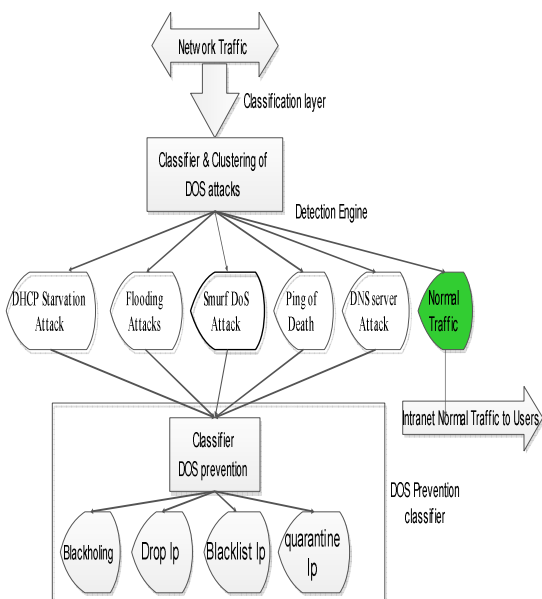 Network Traffic
Classification layer
Classifier & Clustering of
DOS attacks
Detection Engine
DHCP Starvation
Attack
Flooding
Attacks
Smurf DoS
Attack
Ping of
Death
DNS server
Attack
Normal
Traffic
Intranet Normal Traffic to Users
Classifier
DOS prevention
DOS Prevention
classifier
Blackholing
Drop Ip
Blacklist Ip
quarantine
Ip